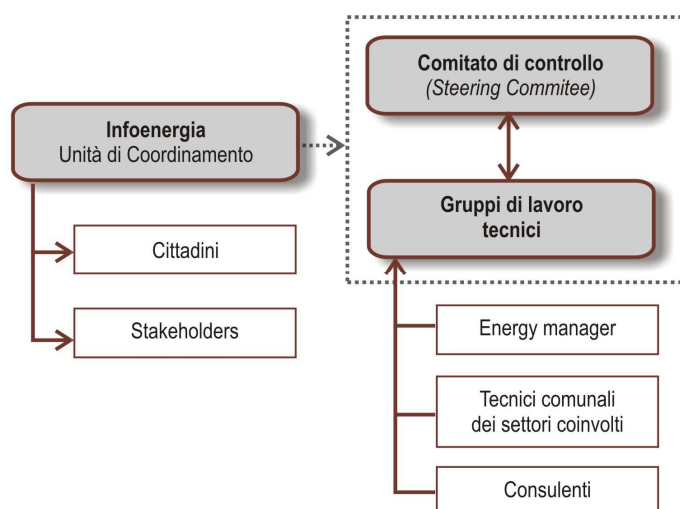 Comitato di controllo
(Steering Commitee)
Infoenergia
Unità di Coordinamento
Gruppi di lavoro
tecnici
Cittadini
Stakeholders
Energy manager
Tecnici comunali
dei settori coinvolti
Consulenti